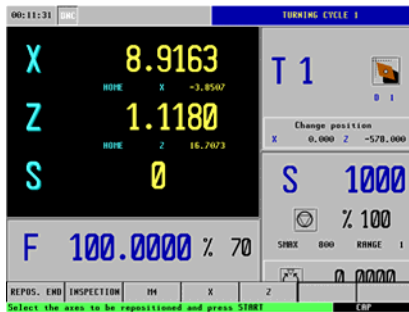 00:11:31 DNC TURNING CYCLE 1
X 8.9163
HOME X -3.8507
Z 1.1180
HOME Z 16.7073
S 0
F 100.0000 % 70
T 1
D 1
Change position
X 0.000 Z -578.000
S 1000
% 100
SMAX 800 RANGE 1
0.0000
REPOS. END INSPECTION M4 X Z
Select the axes to be repositioned and press START CAP